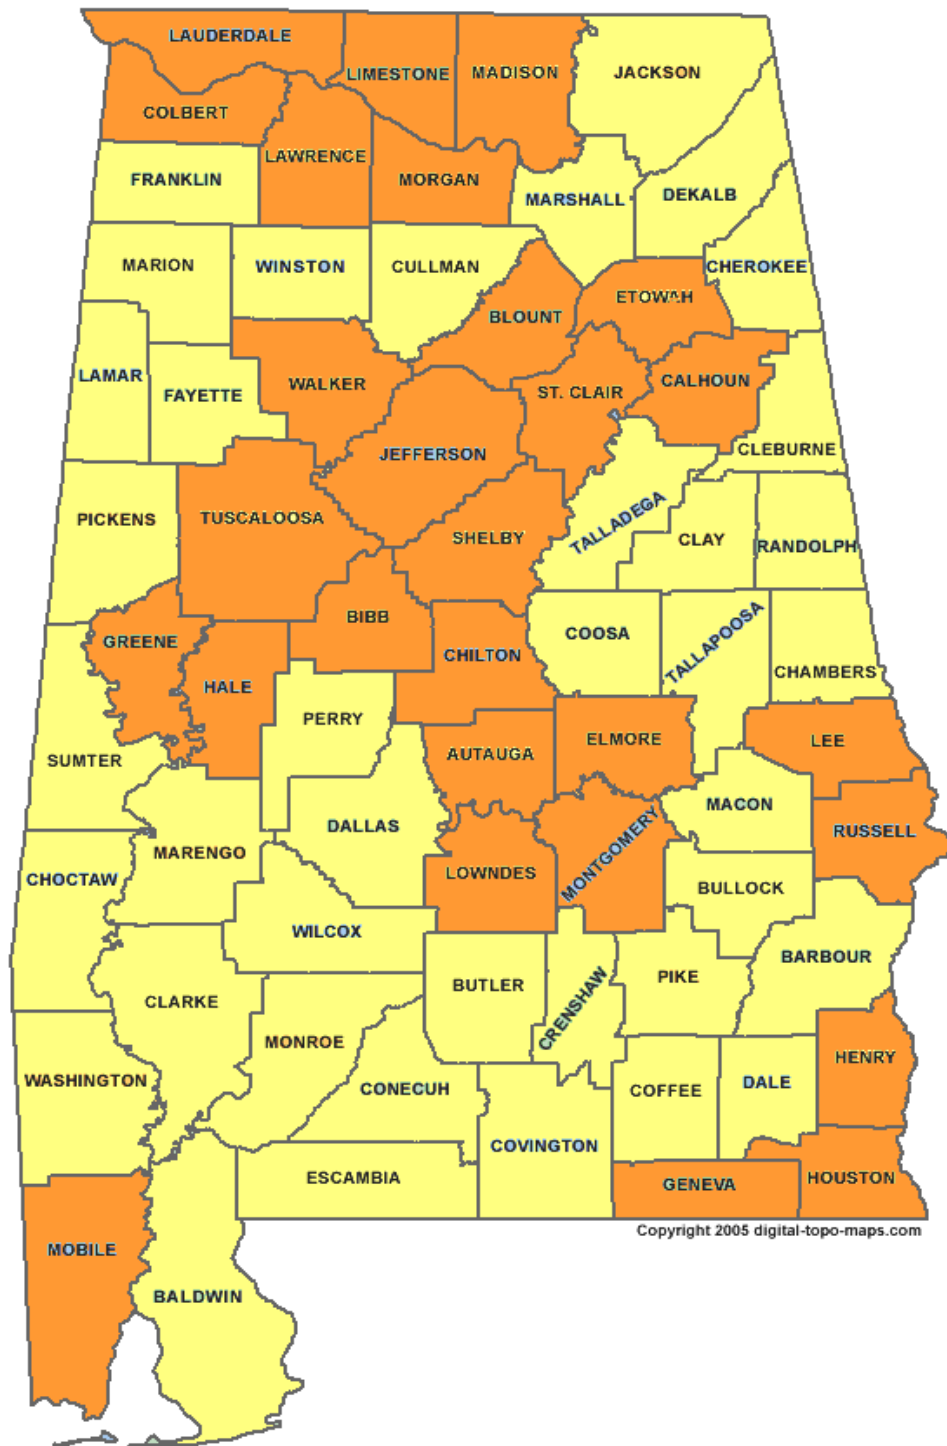 LAUDERDALE
LIMESTONE
MADISON
JACKSON
COLBERT
LAWRENCE
FRANKLIN
MORGAN
MARSHALL
DEKALB
MARION
WINSTON
CULLMAN
CHEROKEE
BLOUNT
ETOWAH
LAMAR
FAYETTE
WALKER
ST. CLAIR
CALHOUN
JEFFERSON
CLEBURNE
PICKENS
TUSCALOOSA
SHELBY
TALLADEGA
CLAY
RANDOLPH
GREENE
BIBB
COOSA
TALLAPOOSA
HALE
CHILTON
CHAMBERS
PERRY
SUMTER
AUTAUGA
ELMORE
LEE
MARENGO
DALLAS
MACON
RUSSELL
CHOCTAW
LOWNDES
MONTGOMERY
BULLOCK
WILCOX
BARBOUR
CLARKE
BUTLER
CRENSHAW
PIKE
MONROE
WASHINGTON
CONECUH
COFFEE
DALE
HENRY
COVINGTON
ESCAMBIA
GENEVA
HOUSTON
Copyright 2005 digital-topo-maps.com
MOBILE
BALDWIN